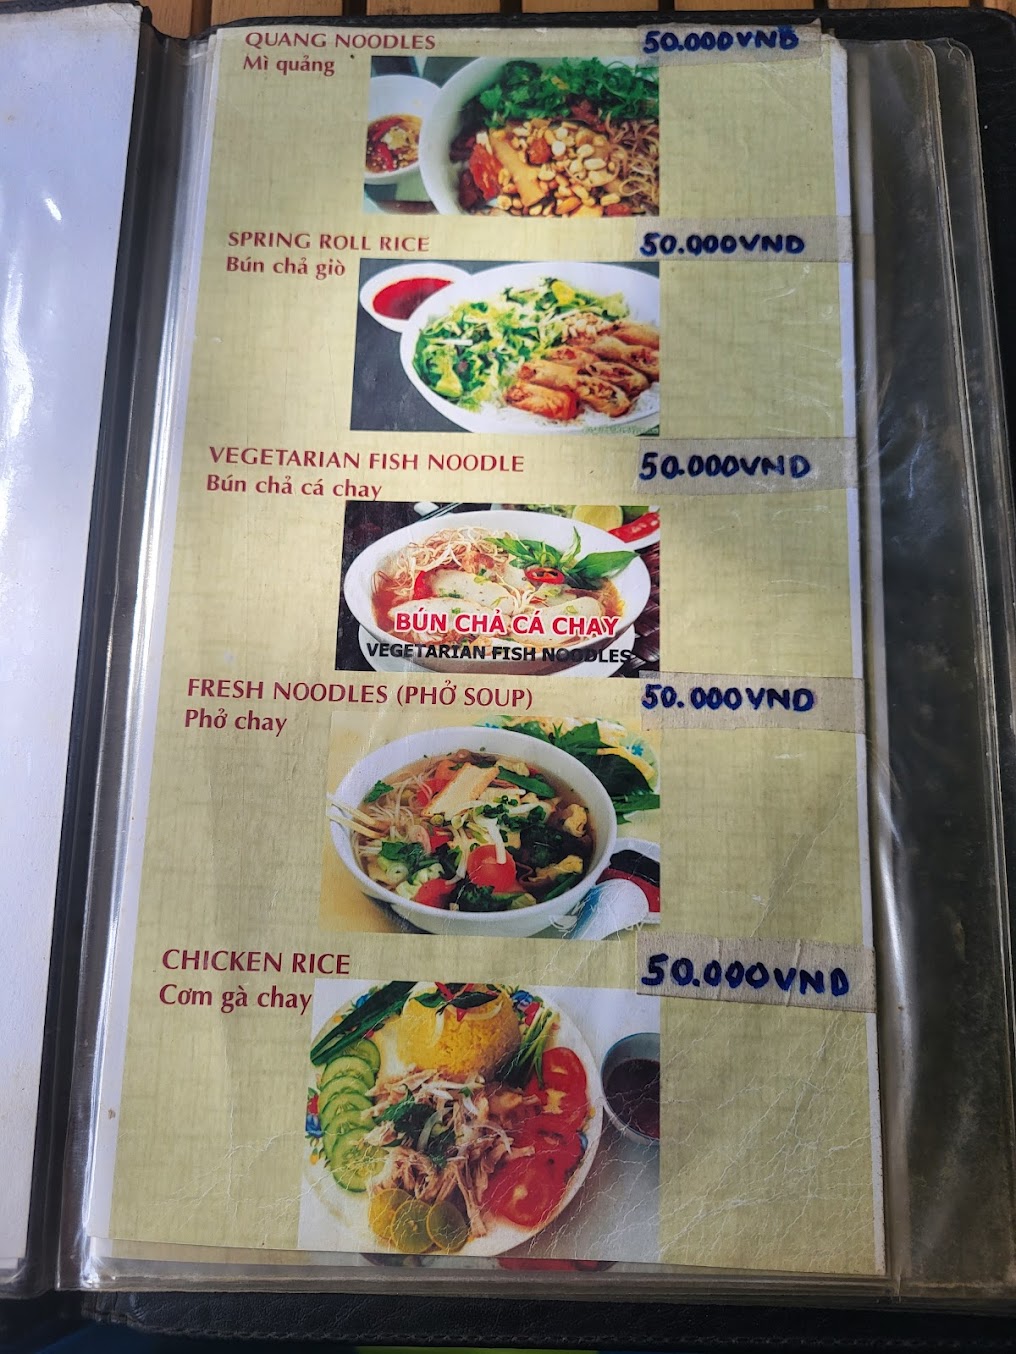 QUANG NOODLES 50.000VND
Mì quảng
SPRING ROLL RICE 50.000VND
Bún chả giò
VEGETARIAN FISH NOODLE 50.000VND
Bún chả cá chay
BÚN CHẢ CÁ CHAY
VEGETARIAN FISH NOODLES
FRESH NOODLES (PHỞ SOUP) 50.000VND
Phở chay
CHICKEN RICE 50.000VND
Cơm gà chay